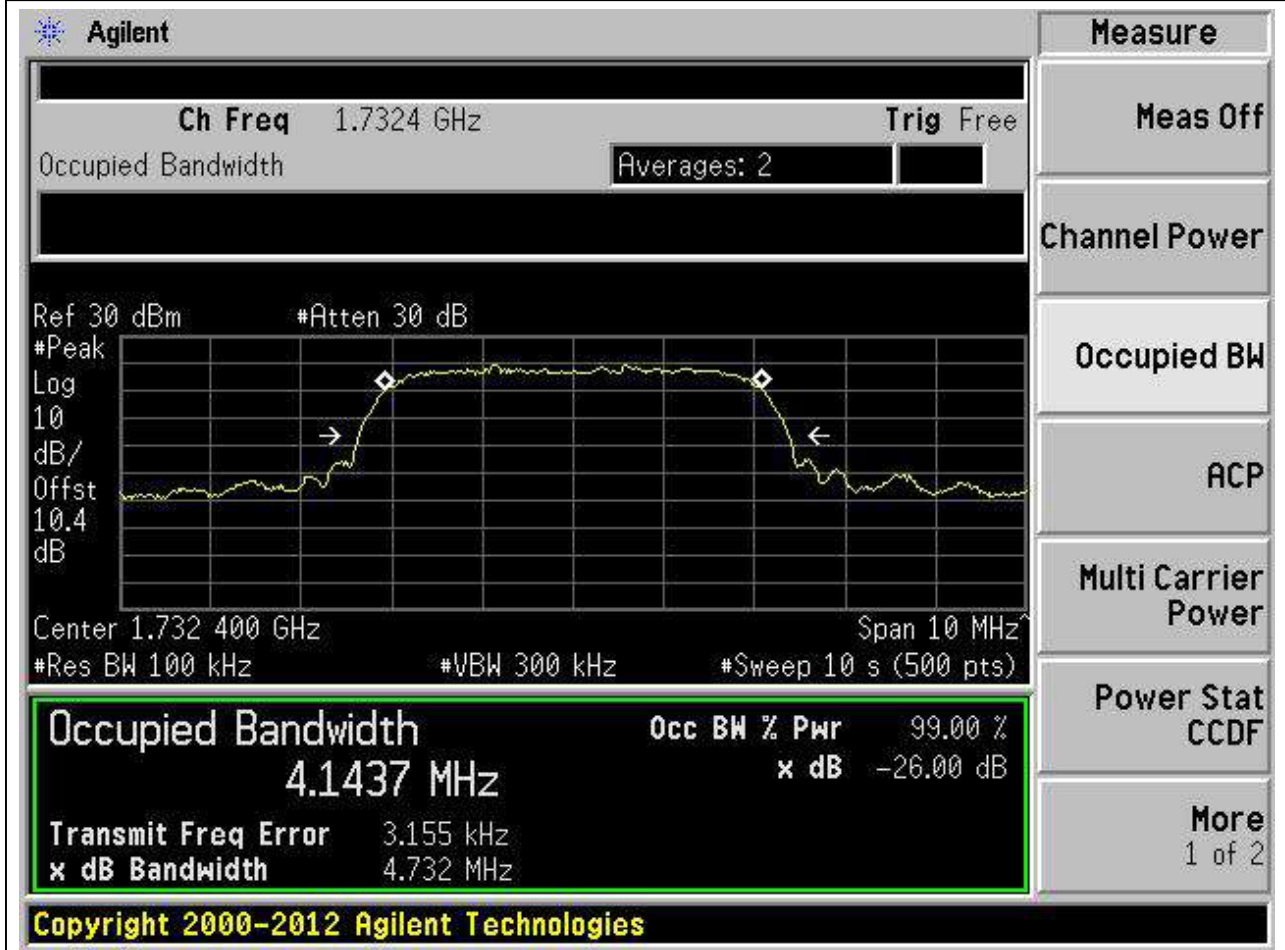 Agilent
Measure
Ch Freq 1.7324 GHz Trig Free
Occupied Bandwidth Averages: 2
Meas Off
Channel Power
Occupied BW
ACP
Multi Carrier
Power
Power Stat
CCDF
More
1 of 2
Ref 30 dBm #Atten 30 dB
#Peak
Log
10
dB/
Offst
10.4
dB
Center 1.732 400 GHz Span 10 MHz^
#Res BW 100 kHz #VBW 300 kHz #Sweep 10 s (500 pts)
Occupied Bandwidth Occ BW % Pwr 99.00 %
4.1437 MHz x dB -26.00 dB
Transmit Freq Error 3.155 kHz
x dB Bandwidth 4.732 MHz
Copyright 2000-2012 Agilent Technologies